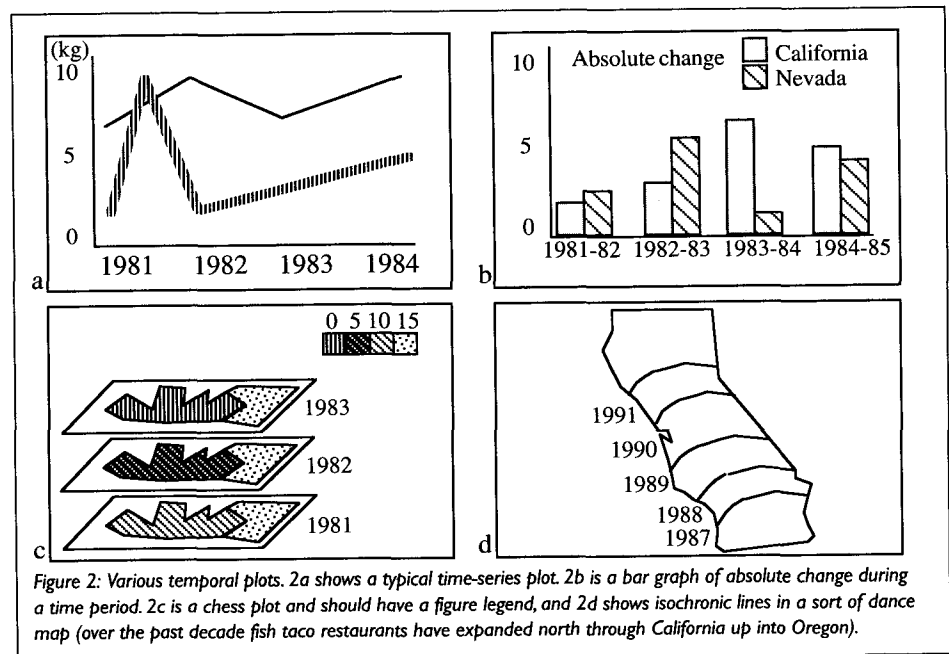 (kg)
10
5
0
1981 1982 1983 1984
a
10
5
0
Absolute change
California
Nevada
1981-82 1982-83 1983-84 1984-85
b
0 5 10 15
1983
1982
1981
c
1991
1990
1989
1988
1987
d
Figure 2: Various temporal plots. 2a shows a typical time-series plot. 2b is a bar graph of absolute change during
a time period. 2c is a chess plot and should have a figure legend, and 2d shows isochronic lines in a sort of dance
map (over the past decade fish taco restaurants have expanded north through California up into Oregon).